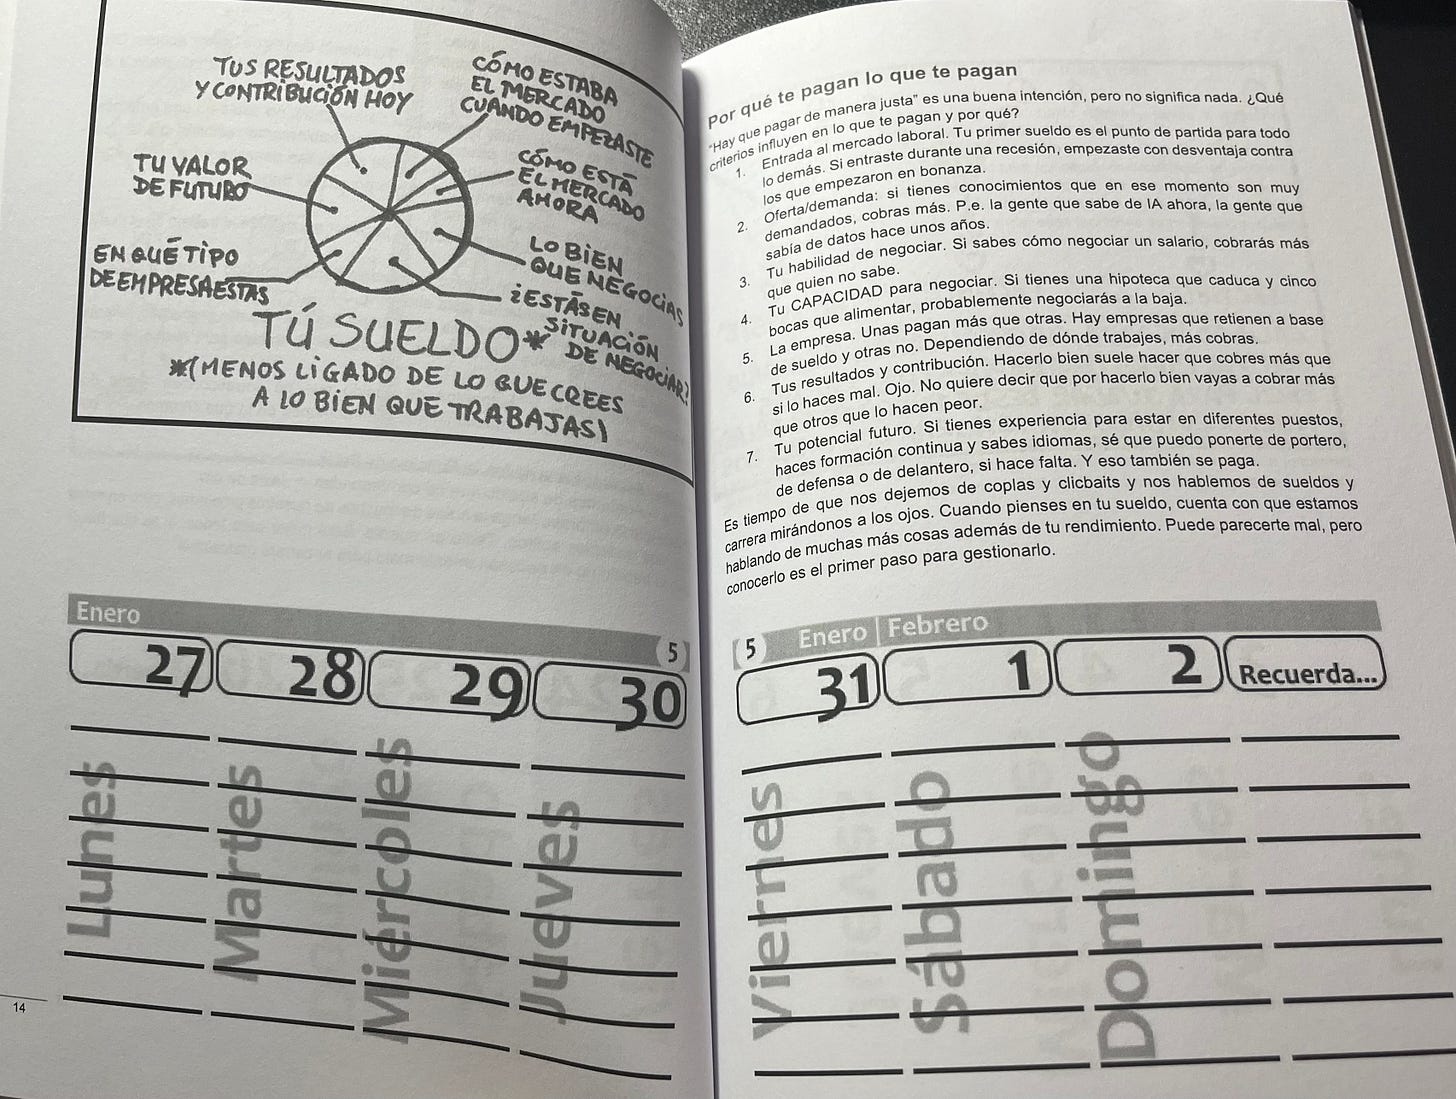 TUS RESULTADOS
Y CONTRIBUCIÓN HOY
CÓMO ESTABA
EL MERCADO
CUANDO EMPEZASTE
TU VALOR
DE FUTURO
CÓMO ESTÁ
EL MERCADO
AHORA
EN QUÉ TIPO
DE EMPRESA ESTAS
LO BIEN
QUE NEGOCIAS
¿ESTÁS EN
SITUACIÓN
DE NEGOCIAR?
TÚ SUELDO*
*(MENOS LIGADO DE LO QUE CREES
A LO BIEN QUE TRABAJAS)
Enero
5
27
28
29
30
Lunes
Martes
Miércoles
Jueves
14
Por qué te pagan lo que te pagan
"Hay que pagar de manera justa" es una buena intención, pero no significa nada. ¿Qué
criterios influyen en lo que te pagan y por qué?
1. Entrada al mercado laboral. Tu primer sueldo es el punto de partida para todo
lo demás. Si entraste durante una recesión, empezaste con desventaja contra
los que empezaron en bonanza.
2. Oferta/demanda: si tienes conocimientos que en ese momento son muy
demandados, cobras más. P.e. la gente que sabe de IA ahora, la gente que
sabía de datos hace unos años.
3. Tu habilidad de negociar. Si sabes cómo negociar un salario, cobrarás más
que quien no sabe.
4. Tu CAPACIDAD para negociar. Si tienes una hipoteca que caduca y cinco
bocas que alimentar, probablemente negociarás a la baja.
5. La empresa. Unas pagan más que otras. Hay empresas que retienen a base
de sueldo y otras no. Dependiendo de dónde trabajes, más cobras.
6. Tus resultados y contribución. Hacerlo bien suele hacer que cobres más que
si lo haces mal. Ojo. No quiere decir que por hacerlo bien vayas a cobrar más
que otros que lo hacen peor.
7. Tu potencial futuro. Si tienes experiencia para estar en diferentes puestos,
haces formación continua y sabes idiomas, sé que puedo ponerte de portero,
de defensa o de delantero, si hace falta. Y eso también se paga.
Es tiempo de que nos dejemos de coplas y clicbaits y nos hablemos de sueldos y
carrera mirándonos a los ojos. Cuando pienses en tu sueldo, cuenta con que estamos
hablando de muchas más cosas además de tu rendimiento. Puede parecerte mal, pero
conocerlo es el primer paso para gestionarlo.
5
Enero | Febrero
31
1
2
Recuerda...
Viernes
Sábado
Domingo